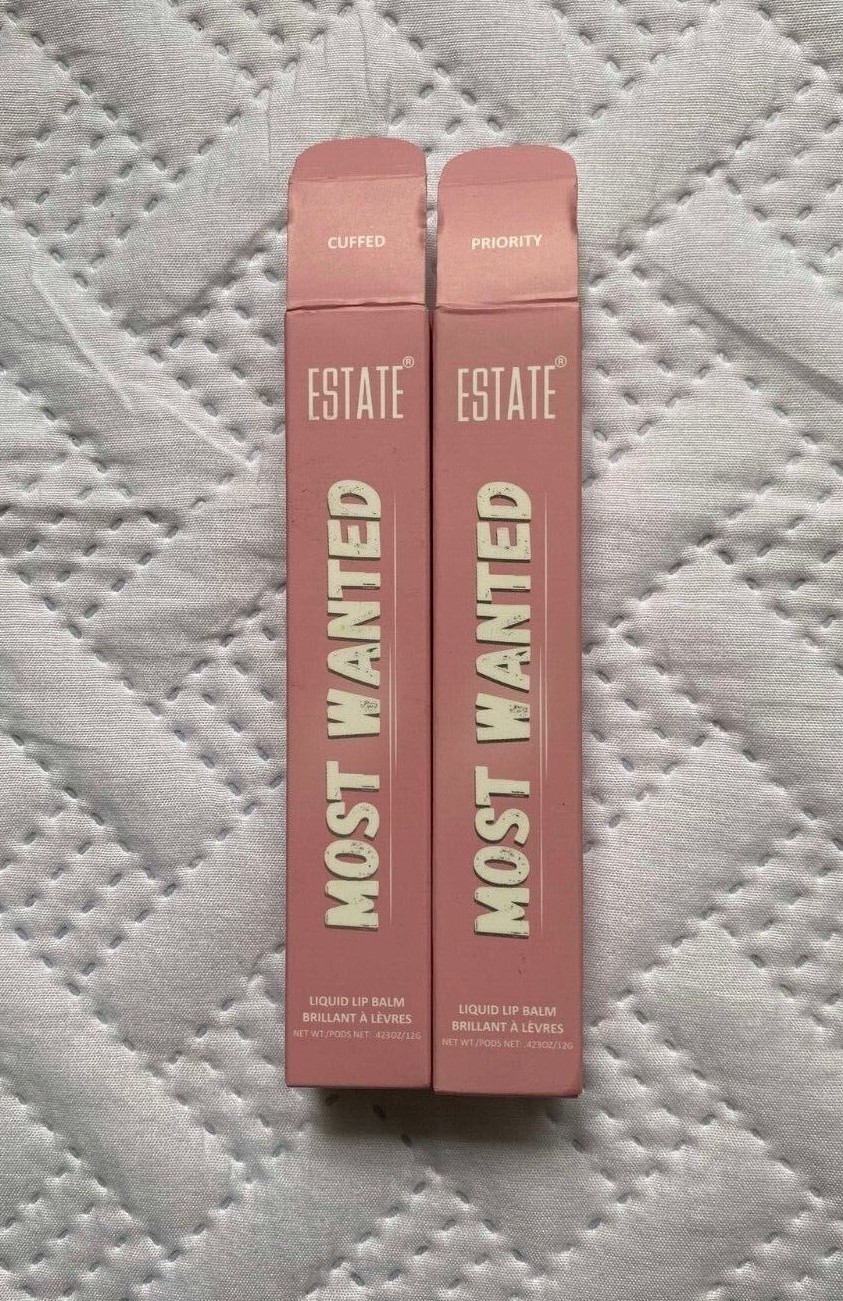 CUFFED
ESTATE®
MOST WANTED
LIQUID LIP BALM
BRILLANT À LÈVRES
NET WT./PODS NET: .423OZ/12G
PRIORITY
ESTATE®
MOST WANTED
LIQUID LIP BALM
BRILLANT À LÈVRES
NET WT./PODS NET: .423OZ/12G